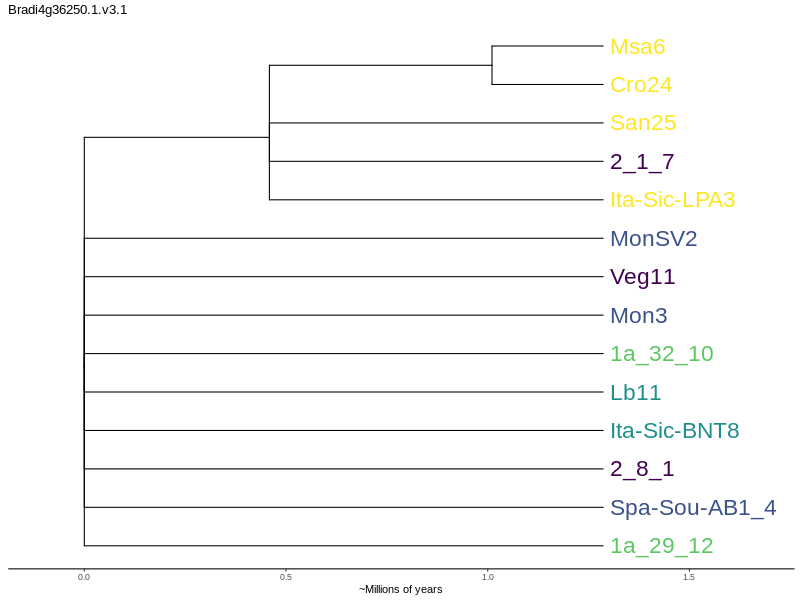 Bradi4g36250.1.v3.1
Msa6
Cro24
San25
2_1_7
Ita-Sic-LPA3
MonSV2
Veg11
Mon3
1a_32_10
Lb11
Ita-Sic-BNT8
2_8_1
Spa-Sou-AB1_4
1a_29_12
0.0 0.5 1.0 1.5
~Millions of years